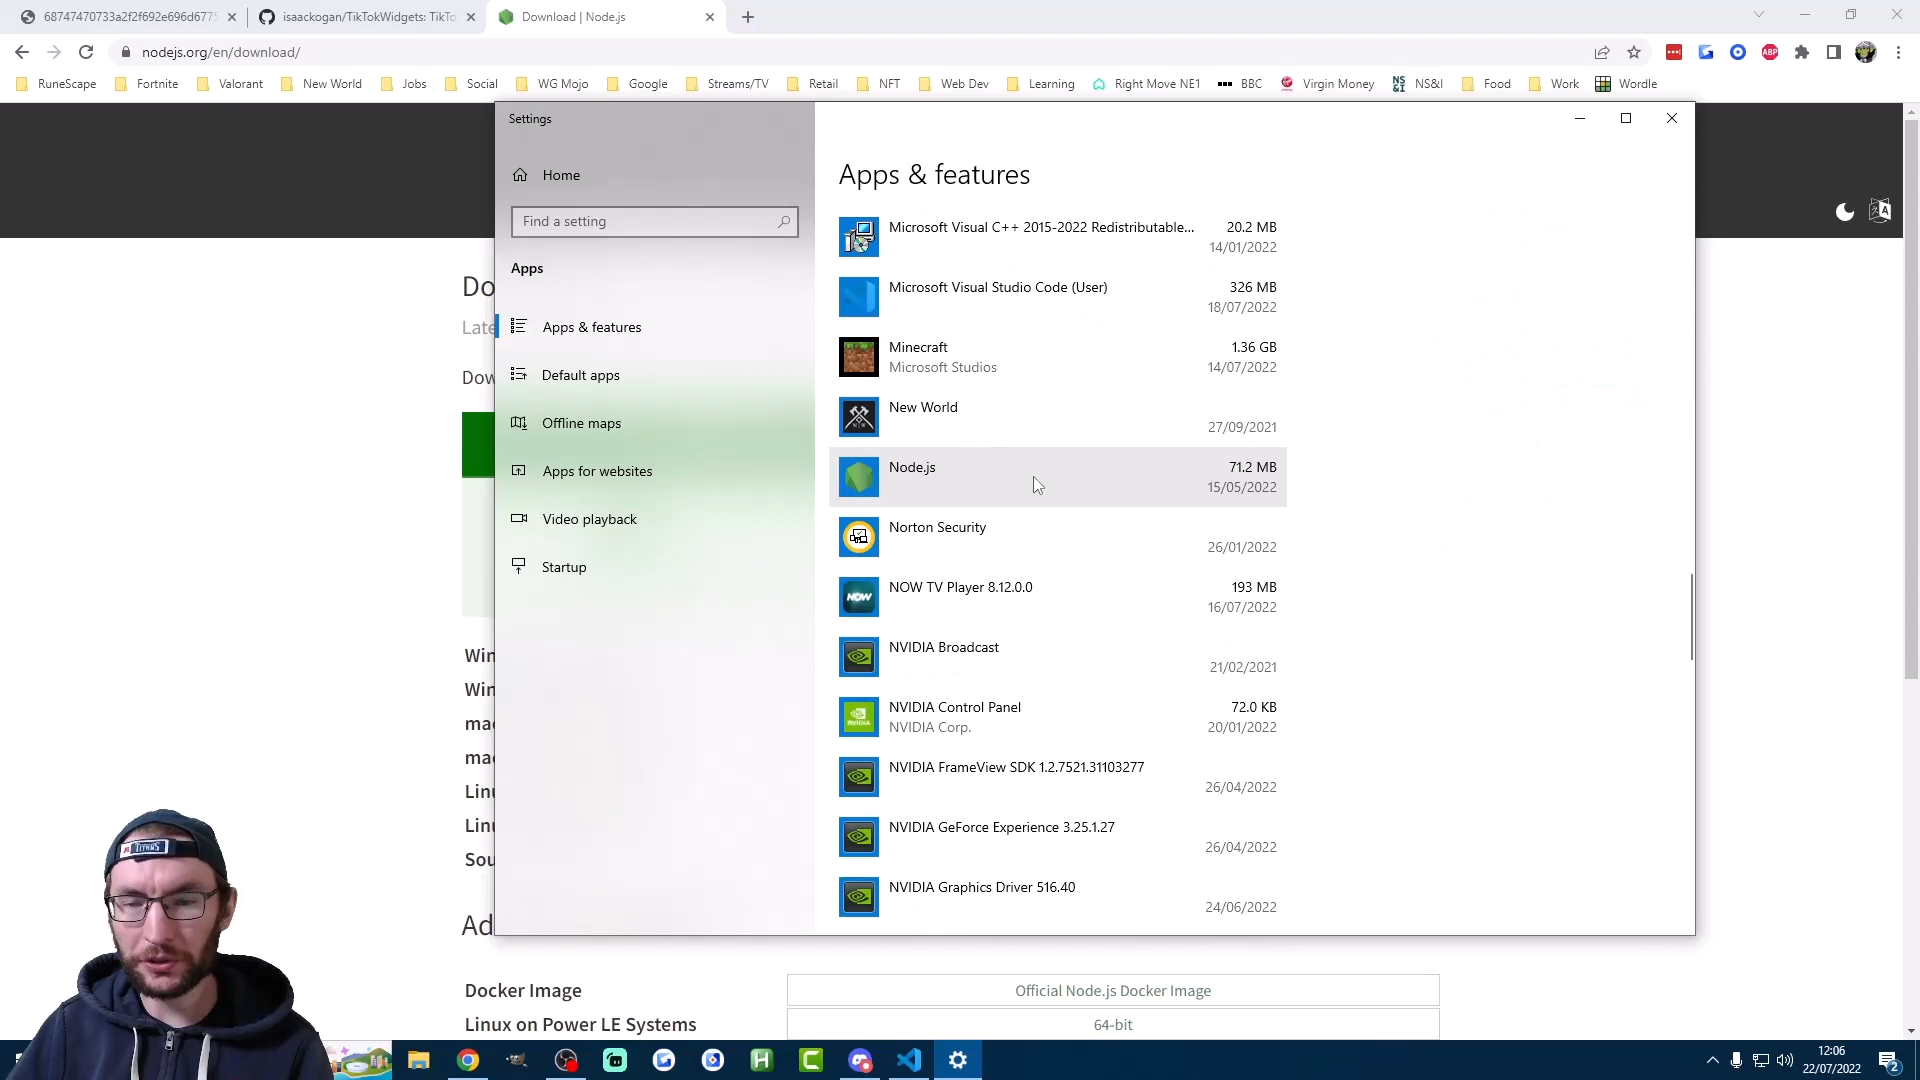 68747470733a2f2f692e696d6775
isaackogan/TikTokWidgets: TikTo
Download | Node.js
nodejs.org/en/download/
RuneScape
Fortnite
Valorant
New World
Jobs
Social
WG Mojo
Google
Streams/TV
Retail
NFT
Web Dev
Learning
Right Move NE1
BBC
Virgin Money
NS&I
Food
Work
Wordle
Settings
Home
Find a setting
Apps
Apps & features
Default apps
Offline maps
Apps for websites
Video playback
Startup
Apps & features
Microsoft Visual C++ 2015-2022 Redistributable...
20.2 MB
14/01/2022
Microsoft Visual Studio Code (User)
326 MB
18/07/2022
Minecraft
1.36 GB
Microsoft Studios
14/07/2022
New World
27/09/2021
Node.js
71.2 MB
15/05/2022
Norton Security
26/01/2022
NOW TV Player 8.12.0.0
193 MB
16/07/2022
NVIDIA Broadcast
21/02/2021
NVIDIA Control Panel
72.0 KB
NVIDIA Corp.
20/01/2022
NVIDIA FrameView SDK 1.2.7521.31103277
26/04/2022
NVIDIA GeForce Experience 3.25.1.27
26/04/2022
NVIDIA Graphics Driver 516.40
24/06/2022
Do
Late
Dow
Win
Win
mac
mac
Linu
Linu
Sou
Ad
Docker Image
Official Node.js Docker Image
Linux on Power LE Systems
64-bit
TITANS
12:06
22/07/2022
2